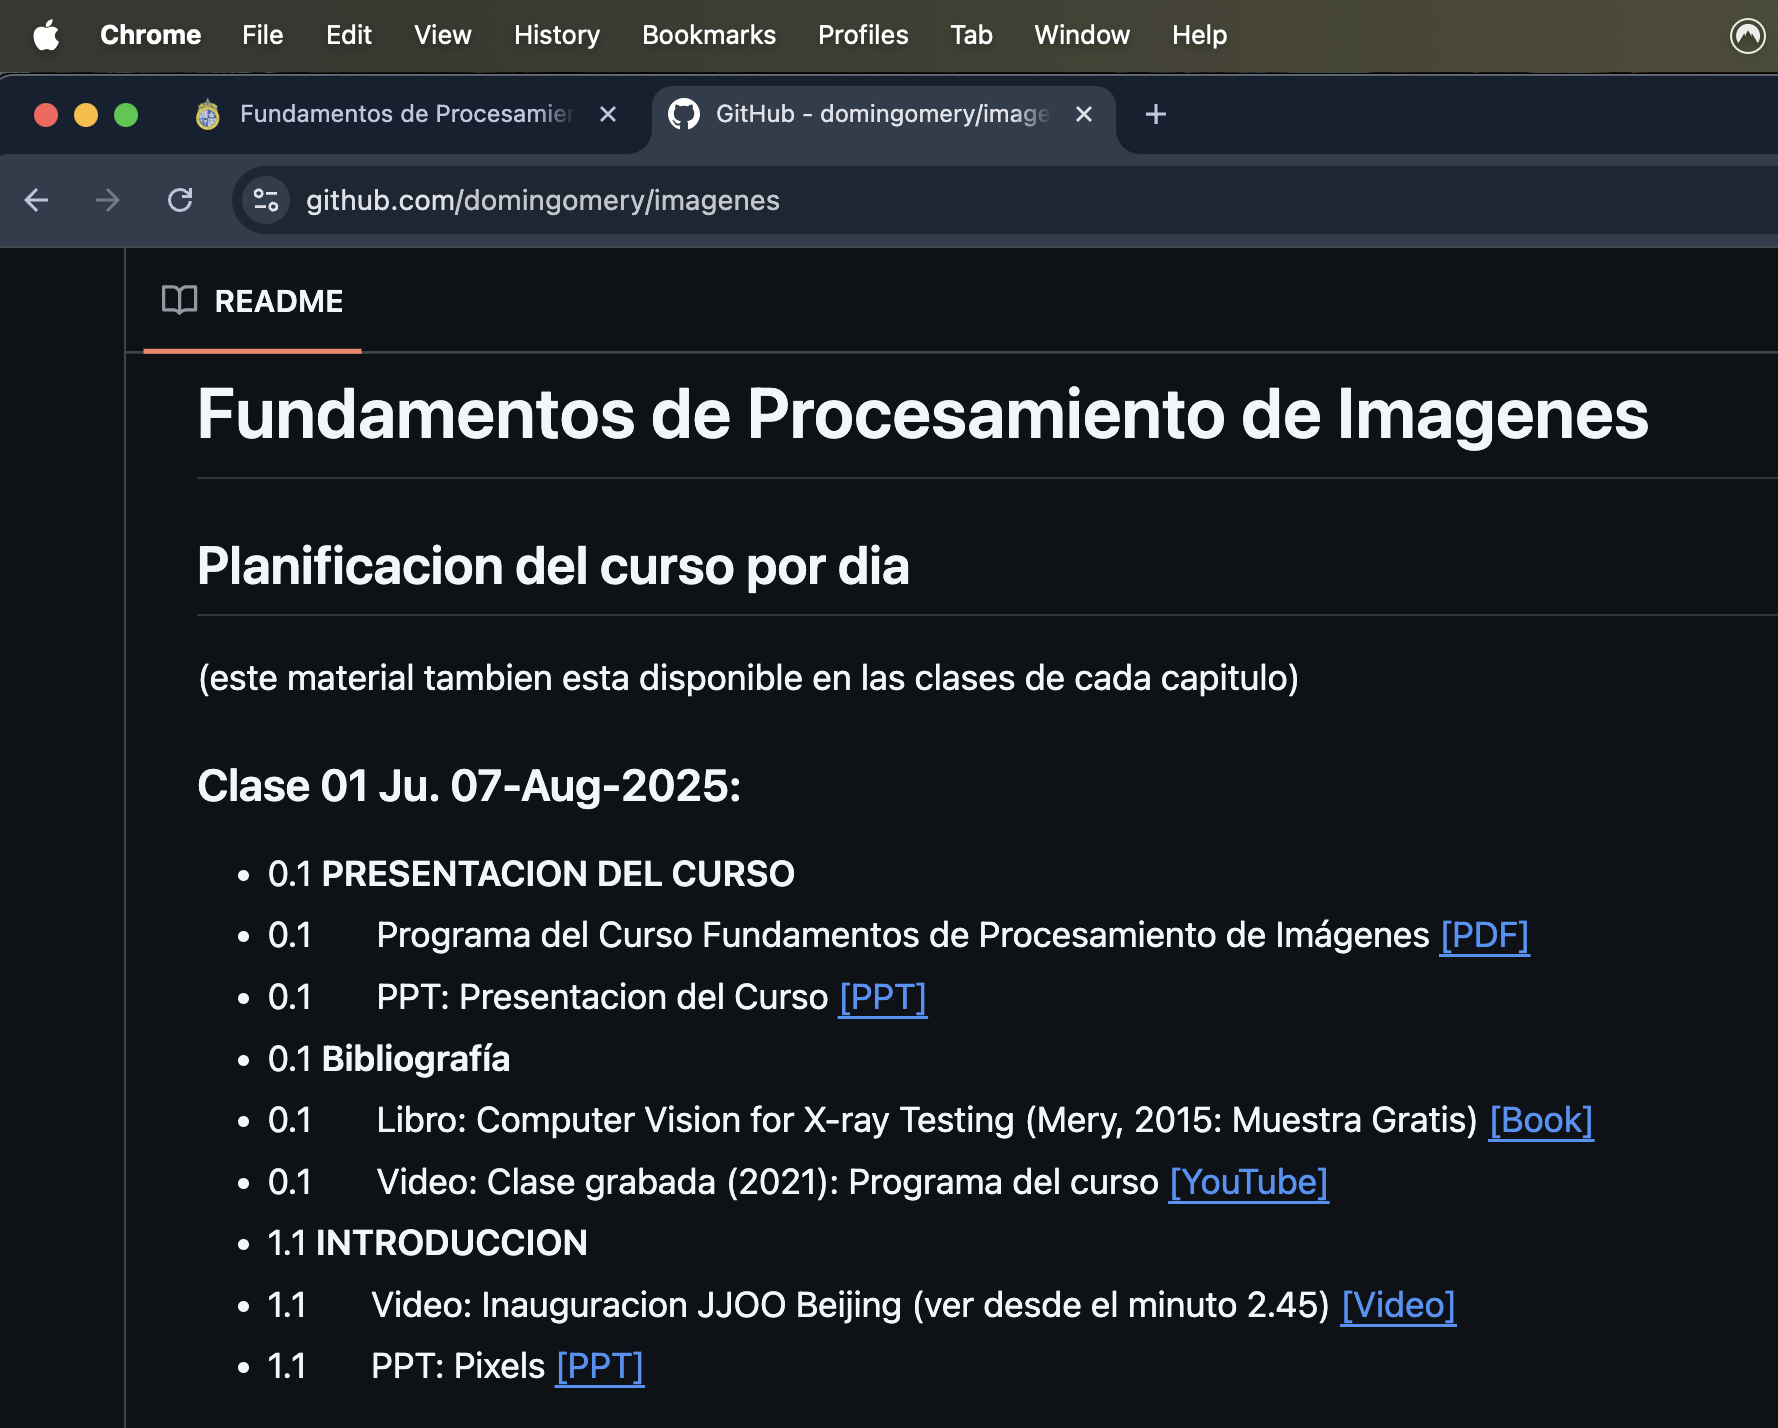 Chrome File Edit View History Bookmarks Profiles Tab Window Help
Fundamentos de Procesamier GitHub - domingomery/image
github.com/domingomery/imagenes
README
Fundamentos de Procesamiento de Imagenes
Planificacion del curso por dia
(este material tambien esta disponible en las clases de cada capitulo)
Clase 01 Ju. 07-Aug-2025:
• 0.1 PRESENTACION DEL CURSO
• 0.1 Programa del Curso Fundamentos de Procesamiento de Imágenes [PDF]
• 0.1 PPT: Presentacion del Curso [PPT]
• 0.1 Bibliografía
• 0.1 Libro: Computer Vision for X-ray Testing (Mery, 2015: Muestra Gratis) [Book]
• 0.1 Video: Clase grabada (2021): Programa del curso [YouTube]
• 1.1 INTRODUCCION
• 1.1 Video: Inauguracion JJOO Beijing (ver desde el minuto 2.45) [Video]
• 1.1 PPT: Pixels [PPT]